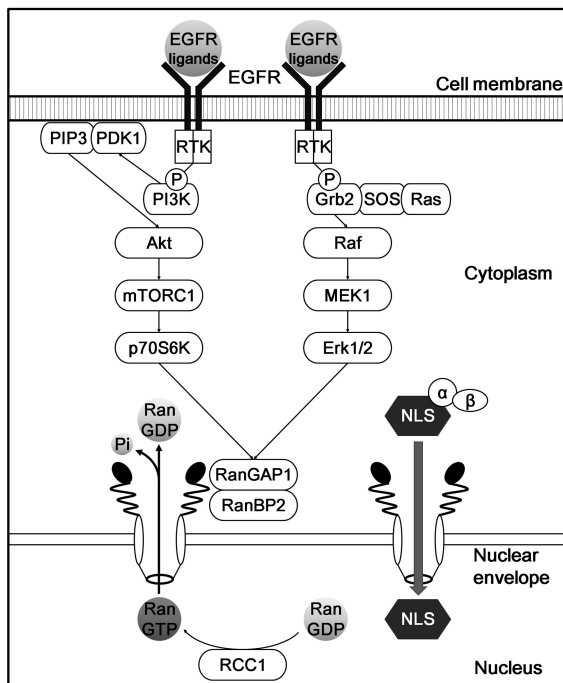 EGFR
ligands
EGFR
ligands
EGFR
Cell membrane
RTK
RTK
PIP3
PDK1
P
PI3K
P
Grb2
SOS
Ras
Akt
Raf
Cytoplasm
mTORC1
MEK1
p70S6K
Erk1/2
α
β
NLS
Ran
GDP
Pi
RanGAP1
RanBP2
Nuclear
envelope
Ran
GTP
Ran
GDP
NLS
RCC1
Nucleus